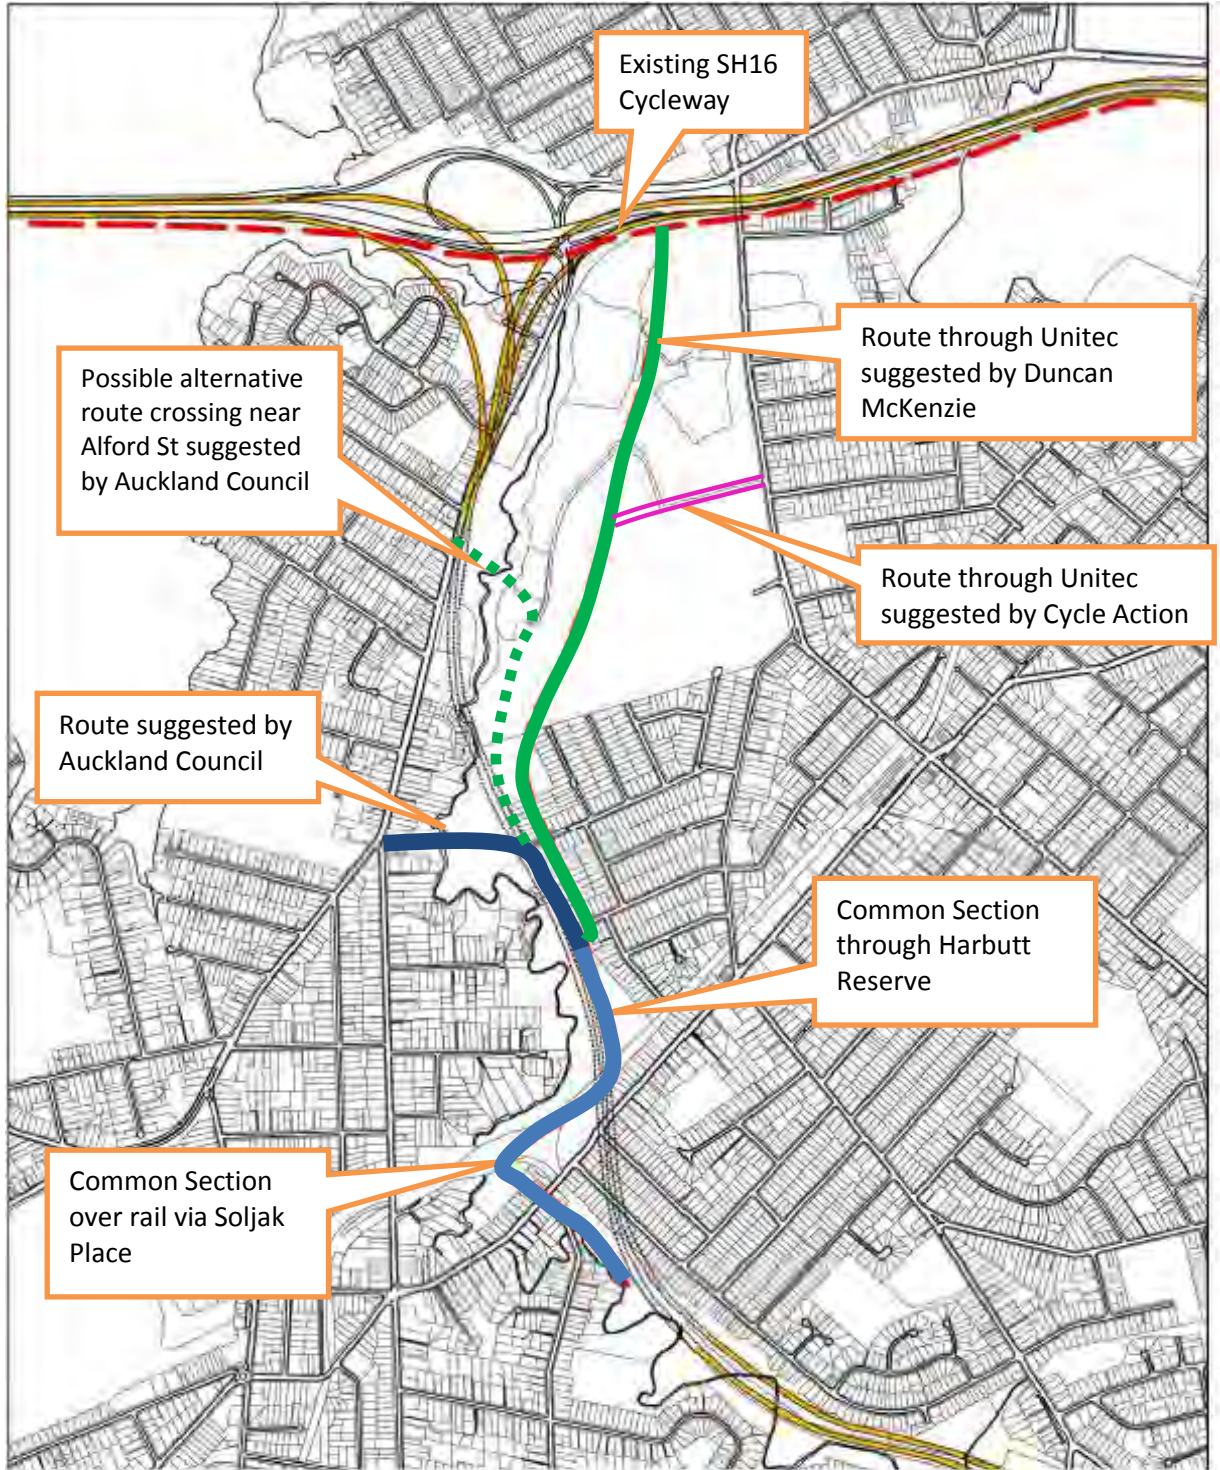 Existing SH16
Cycleway
Route through Unitec
suggested by Duncan
McKenzie
Possible alternative
route crossing near
Alford St suggested
by Auckland Council
Route through Unitec
suggested by Cycle Action
Route suggested by
Auckland Council
Common Section
through Harbutt
Reserve
Common Section
over rail via Soljak
Place